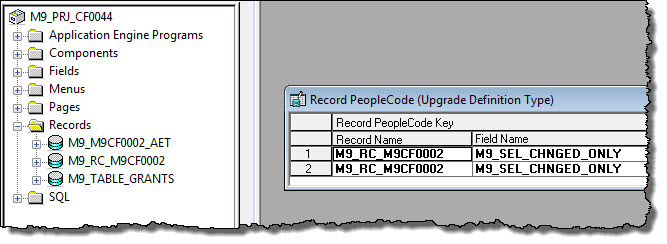 M9_PRJ_CF0044
Application Engine Programs
Components
Fields
Menus
Pages
Records
M9_M9CF0002_AET
M9_RC_M9CF0002
M9_TABLE_GRANTS
SQL
Record PeopleCode (Upgrade Definition Type)
Record PeopleCode Key
Record Name Field Name
1 M9_RC_M9CF0002 M9_SEL_CHNGED_ONLY
2 M9_RC_M9CF0002 M9_SEL_CHNGED_ONLY